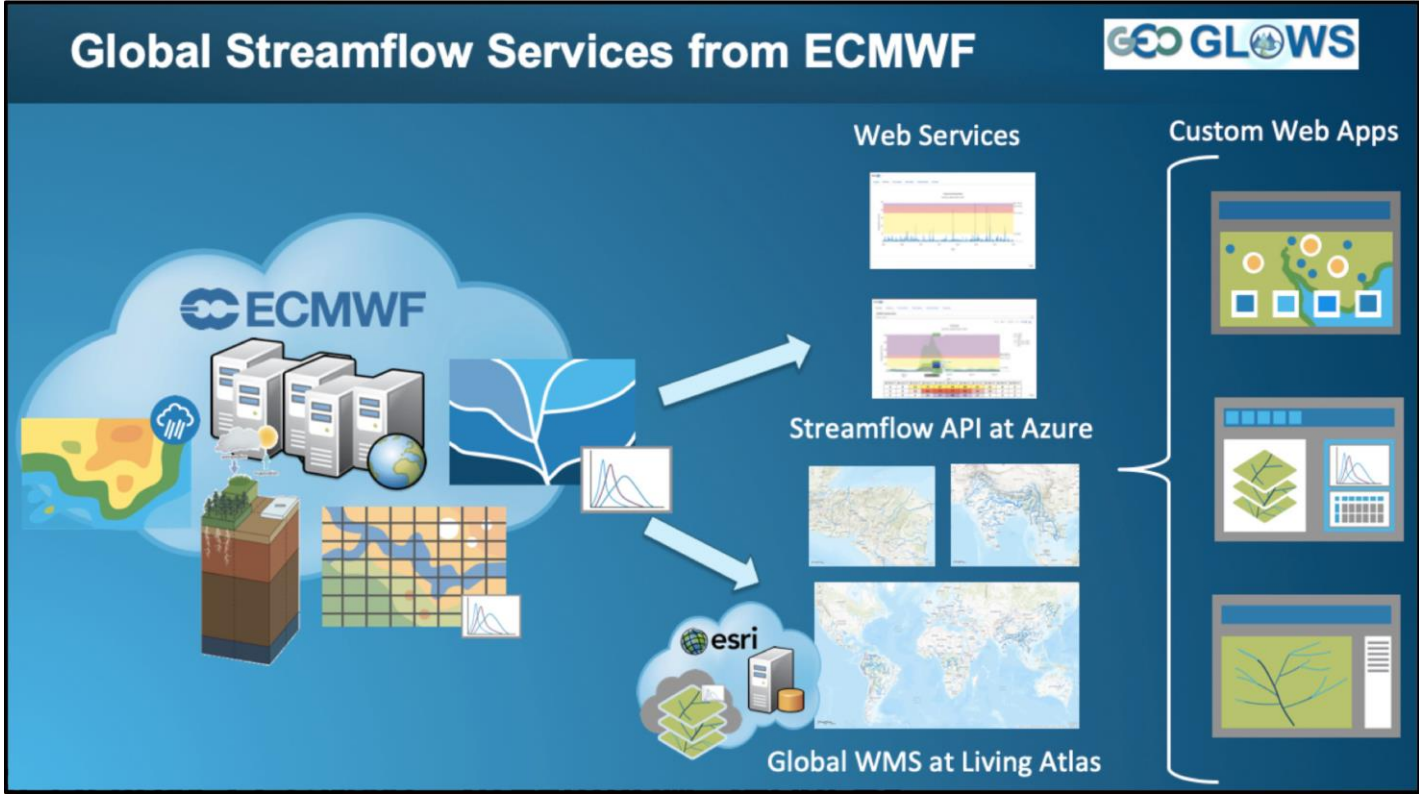 Global Streamflow Services from ECMWF
GEO GLOWS
Web Services
Custom Web Apps
ECMWF
Streamflow API at Azure
esri
Global WMS at Living Atlas